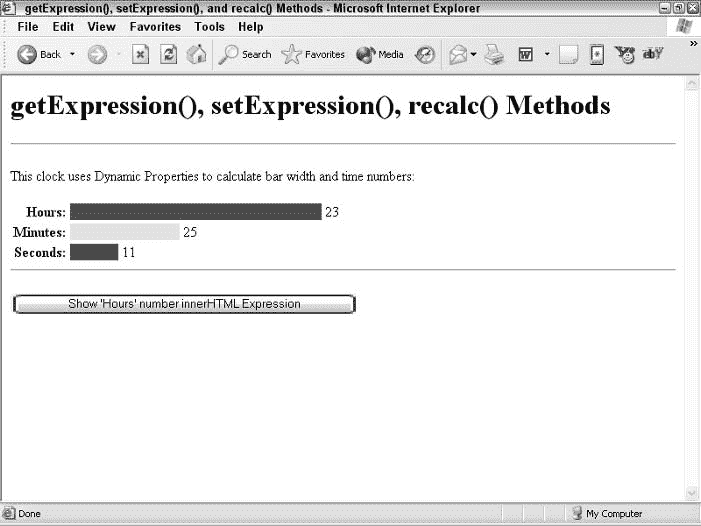 getExpression(), setExpression(), and recalc() Methods - Microsoft Internet Explorer
File Edit View Favorites Tools Help
Back Search Favorites Media W eby »
getExpression(), setExpression(), recalc() Methods
This clock uses Dynamic Properties to calculate bar width and time numbers:
Hours: 23
Minutes: 25
Seconds: 11
Show 'Hours' number innerHTML Expression
Done My Computer